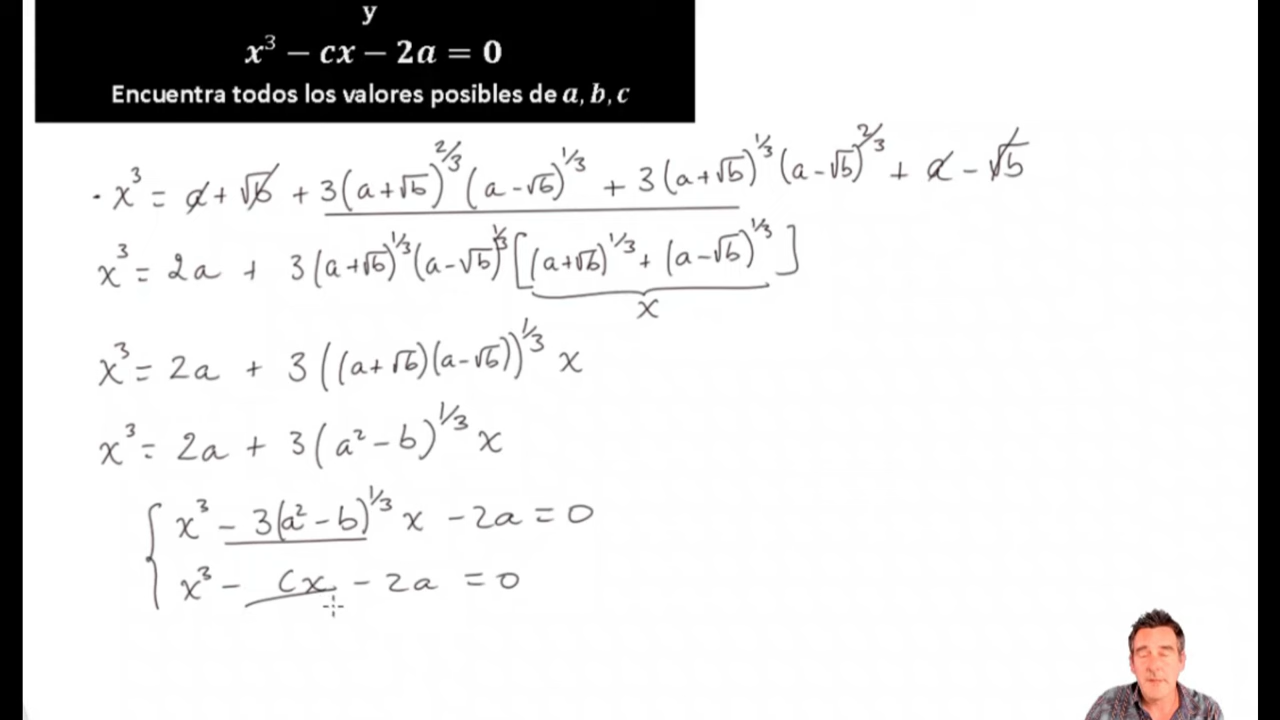 y
x³ − cx − 2a = 0
Encuentra todos los valores posibles de a, b, c
· x³ = a + √b + 3(a+√b)^2/3 (a−√b)^1/3 + 3(a+√b)^1/3 (a−√b)^2/3 + a − √b
x³ = 2a + 3(a+√b)^1/3 (a−√b)^1/3 [(a+√b)^1/3 + (a−√b)^1/3]
x
x³ = 2a + 3((a+√b)(a−√b))^1/3 x
x³ = 2a + 3(a²−b)^1/3 x
x³ − 3(a²−b)^1/3 x − 2a = 0
x³ − cx − 2a = 0